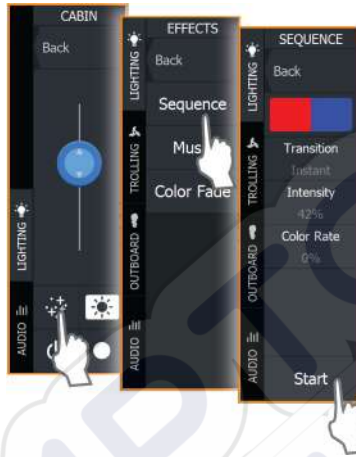 CABIN
Back
LIGHTING
AUDIO
EFFECTS
Back
Sequence
Mus
Color Fade
LIGHTING
TROLLING
OUTBOARD
AUDIO
SEQUENCE
Back
Transition
Instant
Intensity
42%
Color Rate
0%
Start
LIGHTING
TROLLING
OUTBOARD
AUDIO